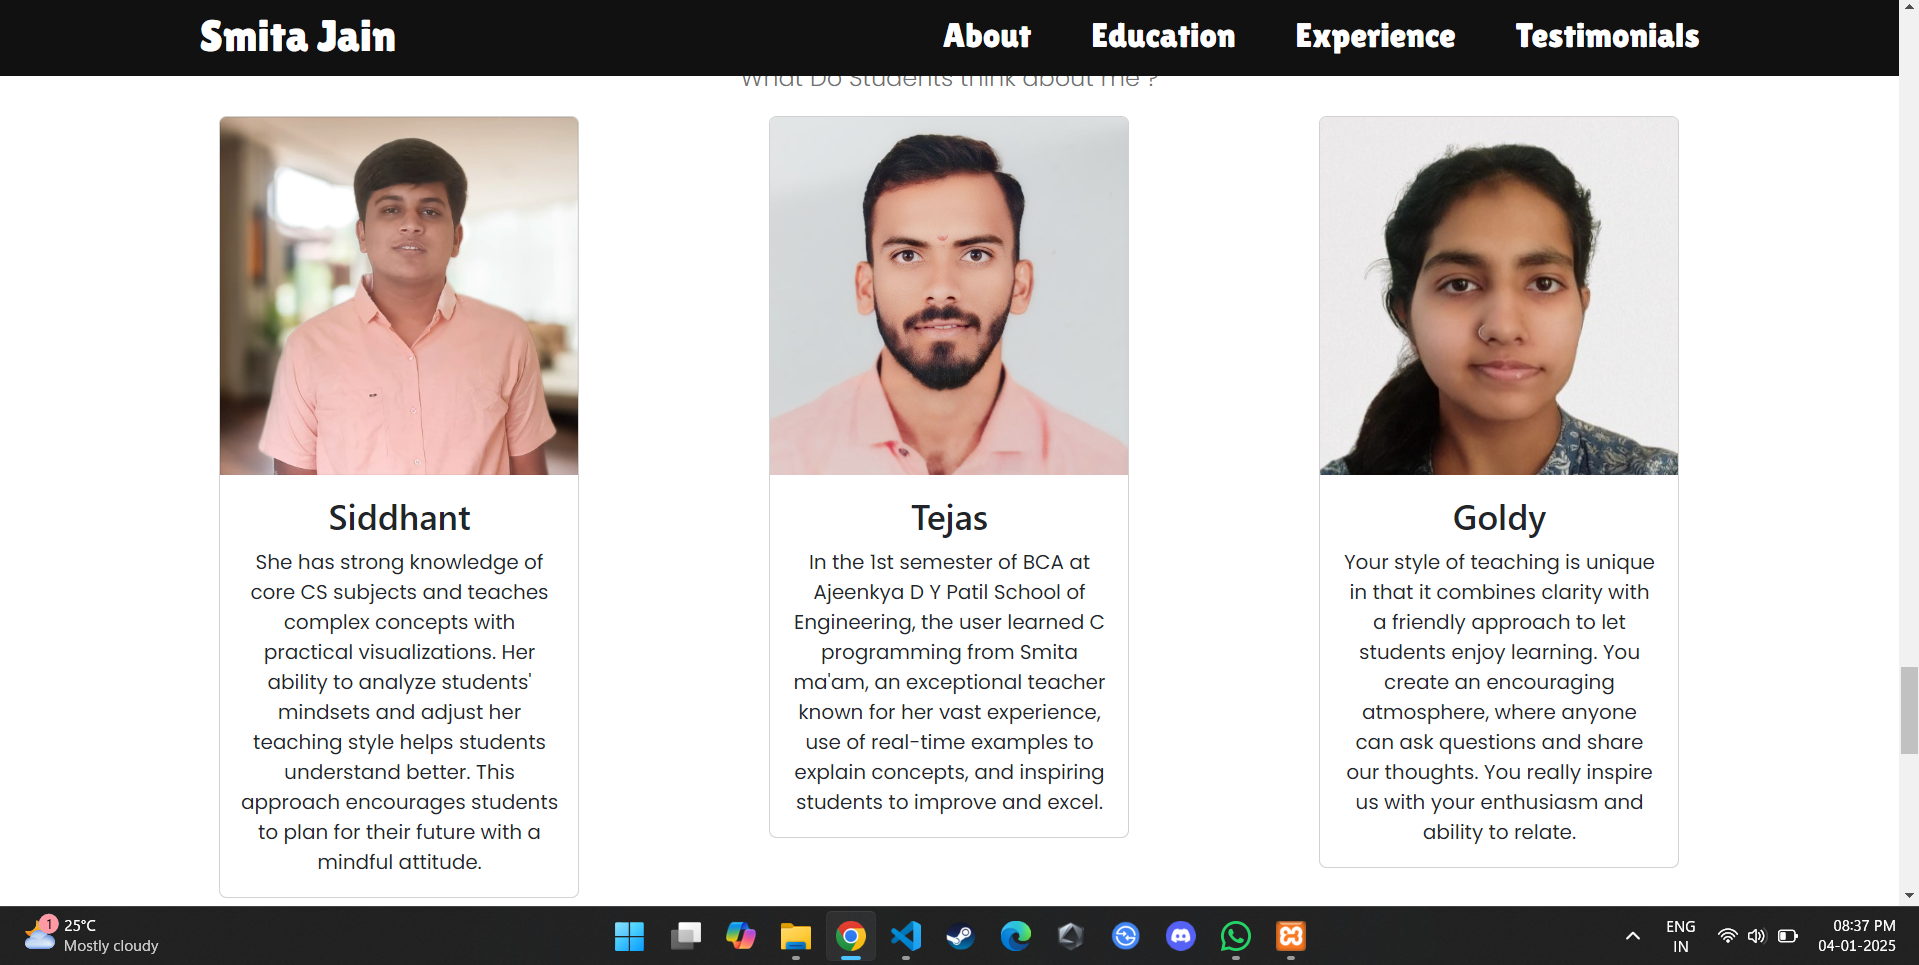 Smita Jain
About
Education
Experience
Testimonials
What Do Students think about me ?
Siddhant
She has strong knowledge of
core CS subjects and teaches
complex concepts with
practical visualizations. Her
ability to analyze students'
mindsets and adjust her
teaching style helps students
understand better. This
approach encourages students
to plan for their future with a
mindful attitude.
Tejas
In the 1st semester of BCA at
Ajeenkya D Y Patil School of
Engineering, the user learned C
programming from Smita
ma'am, an exceptional teacher
known for her vast experience,
use of real-time examples to
explain concepts, and inspiring
students to improve and excel.
Goldy
Your style of teaching is unique
in that it combines clarity with
a friendly approach to let
students enjoy learning. You
create an encouraging
atmosphere, where anyone
can ask questions and share
our thoughts. You really inspire
us with your enthusiasm and
ability to relate.
1
25°C
Mostly cloudy
ENG
IN
08:37 PM
04-01-2025